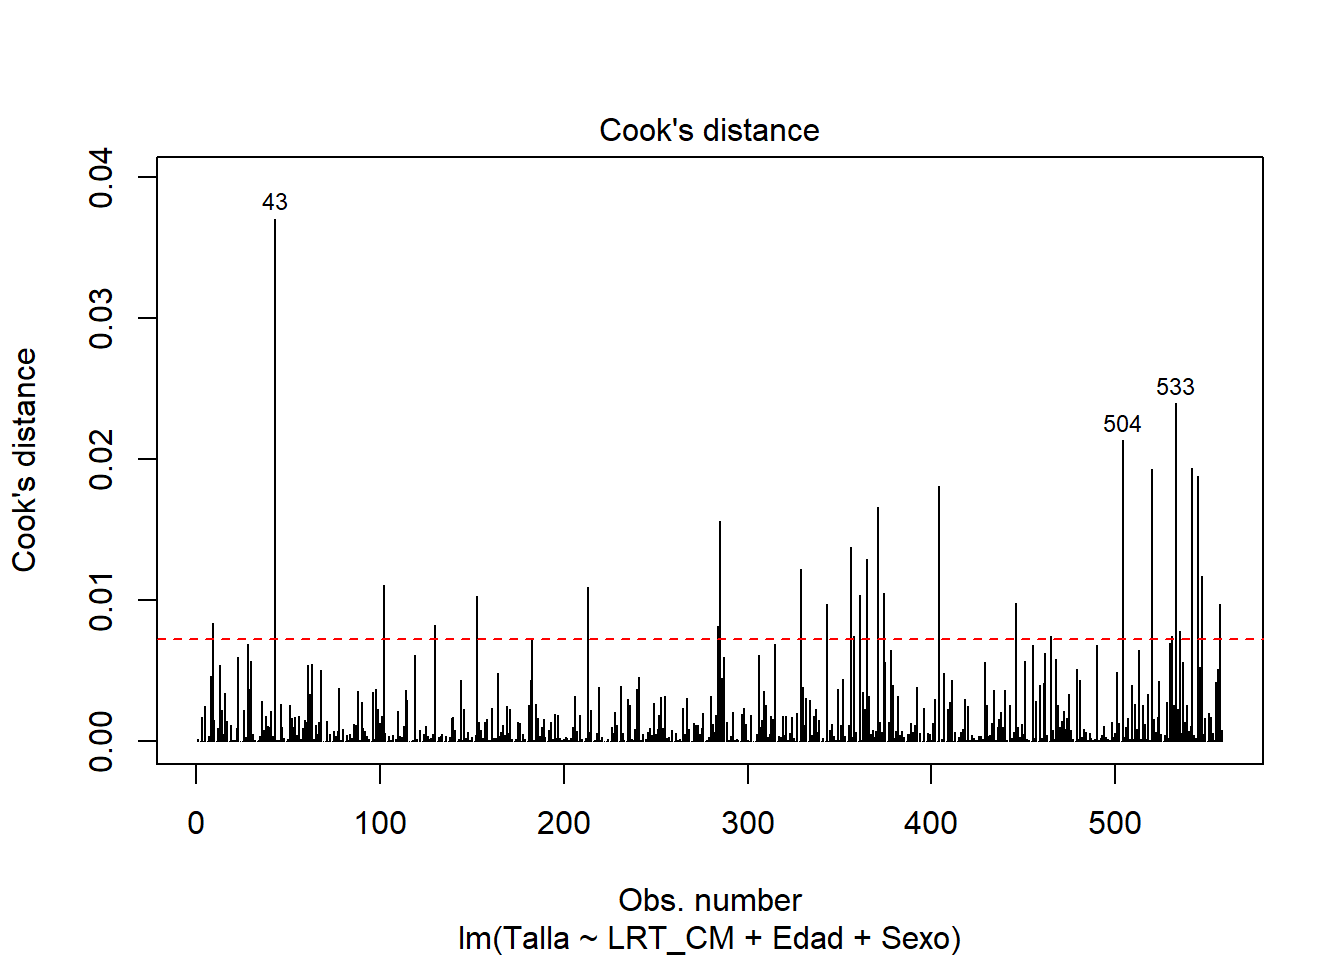 Cook's distance
Cook's distance
0.04
0.03
0.02
0.01
0.00
43
533
504
0 100 200 300 400 500
Obs. number
lm(Talla ~ LRT_CM + Edad + Sexo)